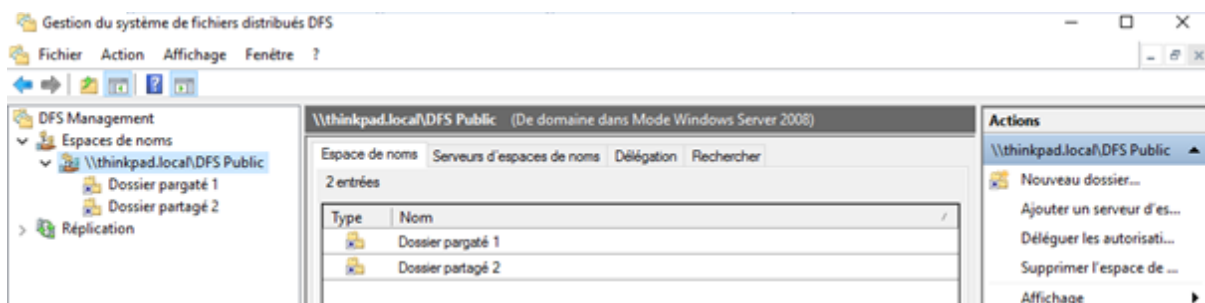 Gestion du système de fichiers distribués DFS
Fichier Action Affichage Fenêtre ?
DFS Management
Espaces de noms
\\thinkpad.local\DFS Public
Dossier pargaté 1
Dossier partagé 2
Réplication
\\thinkpad.local\DFS Public (De domaine dans Mode Windows Server 2008)
Espace de noms Serveurs d'espaces de noms Délégation Rechercher
2 entrées
Type Nom
Dossier pargaté 1
Dossier partagé 2
Actions
\\thinkpad.local\DFS Public
Nouveau dossier...
Ajouter un serveur d'es...
Déléguer les autorisati...
Supprimer l'espace de ...
Affichage